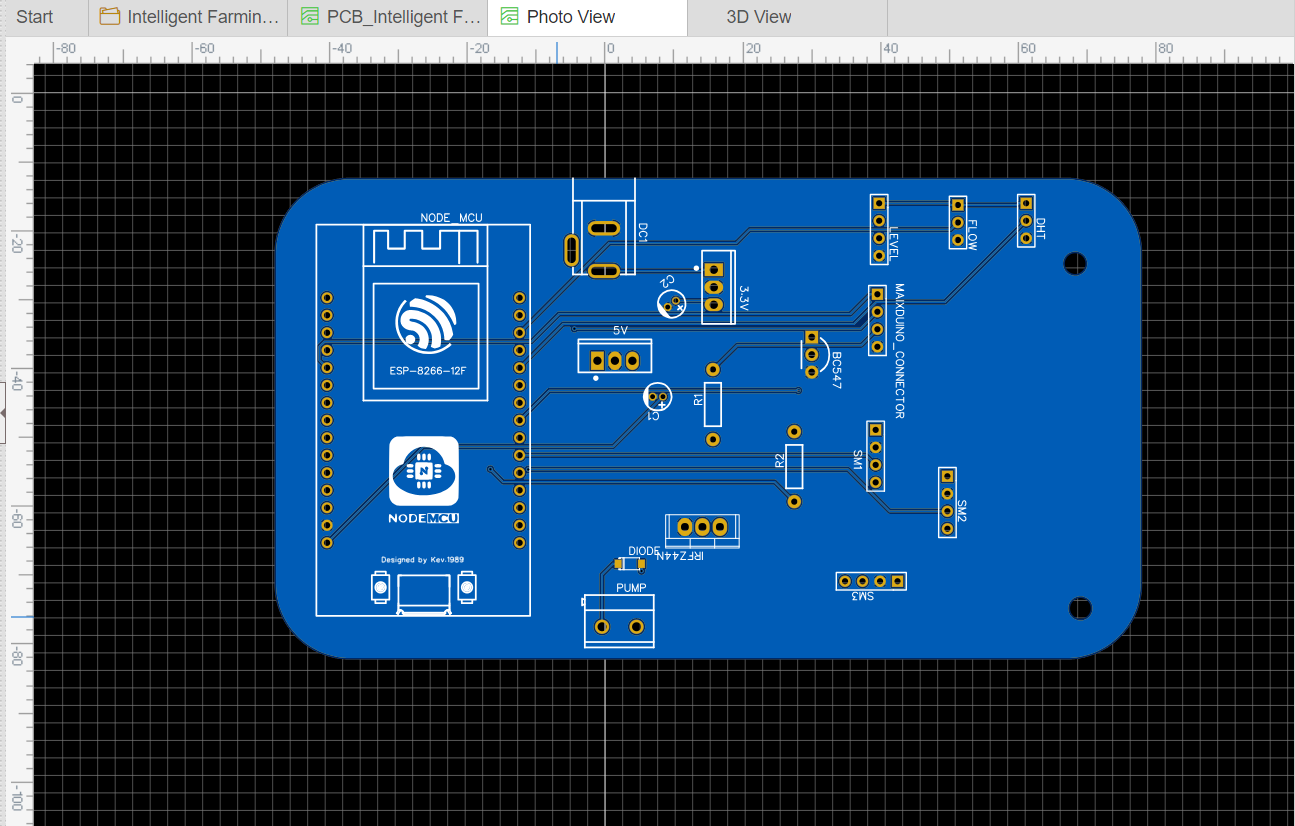 Start
Intelligent Farmin...
PCB_Intelligent F...
Photo View
3D View
-80
-60
-40
-20
0
20
40
60
80
0
-20
-40
-60
-80
-100
NODE_MCU
DC1
LEVEL
FLOW
DHT
C2
3.3V
MAIXDUINO_CONNECTOR
5V
BC547
ESP-8266-12F
R1
C1
R2
SM1
N
NODEMCU
SM2
DIODE
IRFZ44N
Designed by Kev.1989
PUMP
SM3